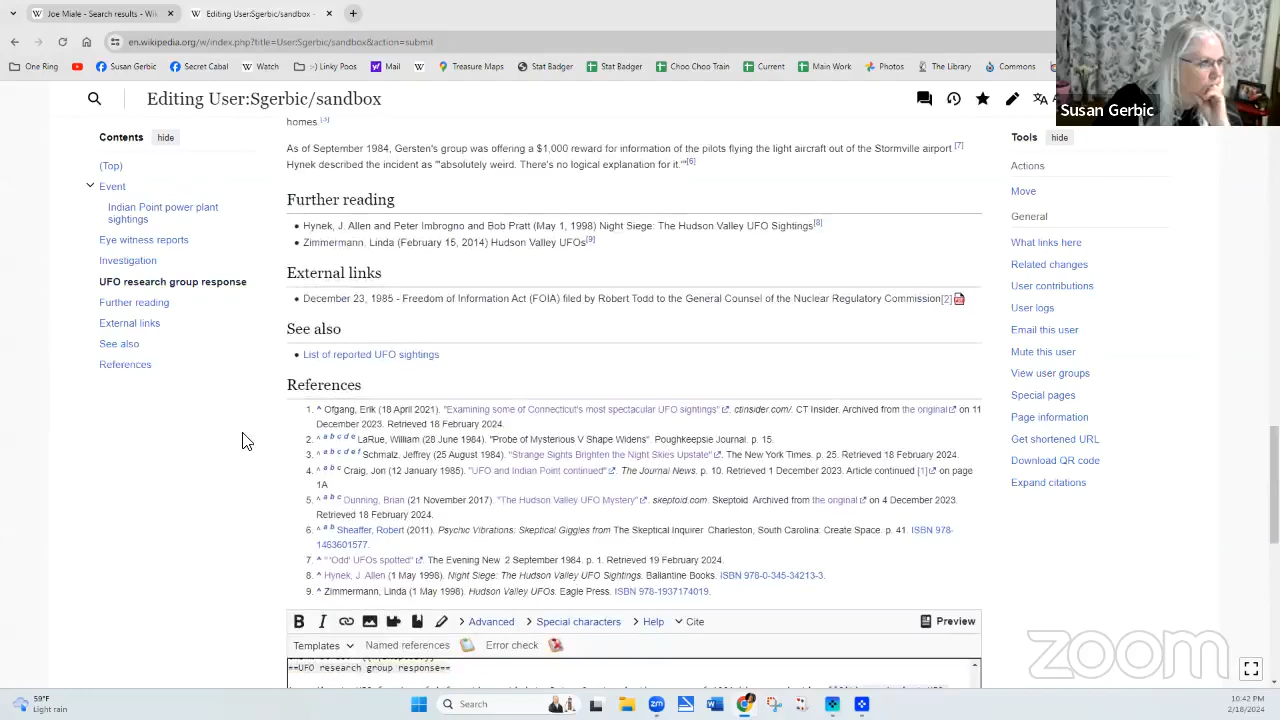 Joe Miale - Search results - Wik
Editing User:Sgerbic/sandbox -
en.wikipedia.org/w/index.php?title=User:Sgerbic/sandbox&action=submit
One Ring
Susan Gerbic
Secret Cabal
Watch
:-) Linky Poos
Mail
Treasure Maps
Stat Badger
Stat Badger
Choo Choo Train
Current
Main Work
Photos
The Library
Commons
Susan Gerbic
Editing User:Sgerbic/sandbox
Contents hide
(Top)
Event
Indian Point power plant
sightings
Eye witness reports
Investigation
UFO research group response
Further reading
External links
See also
References
homes.[3]
As of September 1984, Gersten's group was offering a $1,000 reward for information of the pilots flying the light aircraft out of the Stormville airport [7]
Hynek described the incident as "'absolutely weird. There's no logical explanation for it.'"[6]
Further reading
• Hynek, J. Allen and Peter Imbrogno and Bob Pratt (May 1, 1998) Night Siege: The Hudson Valley UFO Sightings[8]
• Zimmermann, Linda (February 15, 2014) Hudson Valley UFOs[9]
External links
• December 23, 1985 - Freedom of Information Act (FOIA) filed by Robert Todd to the General Counsel of the Nuclear Regulatory Commission[2]
See also
• List of reported UFO sightings
References
1. ^ Ofgang, Erik (18 April 2021). "Examining some of Connecticut's most spectacular UFO sightings". ctinsider.com/. CT Insider. Archived from the original on 11
December 2023. Retrieved 18 February 2024.
2. ^ a b c d e LaRue, William (28 June 1984). "Probe of Mysterious V Shape Widens". Poughkeepsie Journal. p. 15.
3. ^ a b c d e f Schmalz, Jeffrey (25 August 1984). "Strange Sights Brighten the Night Skies Upstate". The New York Times. p. 25. Retrieved 18 February 2024.
4. ^ a b c Craig, Jon (12 January 1985). "UFO and Indian Point continued". The Journal News. p. 10. Retrieved 1 December 2023. Article continued [1] on page
1A
5. ^ a b c Dunning, Brian (21 November 2017). "The Hudson Valley UFO Mystery". skeptoid.com. Skeptoid. Archived from the original on 4 December 2023.
Retrieved 18 February 2024.
6. ^ a b Sheaffer, Robert (2011). Psychic Vibrations: Skeptical Giggles from The Skeptical Inquirer. Charleston, South Carolina: Create Space. p. 41. ISBN 978-
1463601577.
7. ^ "'Odd' UFOs spotted". The Evening New. 2 September 1984. p. 1. Retrieved 19 February 2024.
8. ^ Hynek, J. Allen (1 May 1998). Night Siege: The Hudson Valley UFO Sightings. Ballantine Books. ISBN 978-0-345-34213-3.
9. ^ Zimmermann, Linda (1 May 1998). Hudson Valley UFOs. Eagle Press. ISBN 978-1937174019.
B I Advanced Special characters Help Cite Preview
Templates Named references Error check
==UFO research group response==
Tools hide
Actions
Move
General
What links here
Related changes
User contributions
User logs
Email this user
Mute this user
View user groups
Special pages
Page information
Get shortened URL
Download QR code
Expand citations
zoom
59°F
Light rain
Search
10:42 PM
2/18/2024